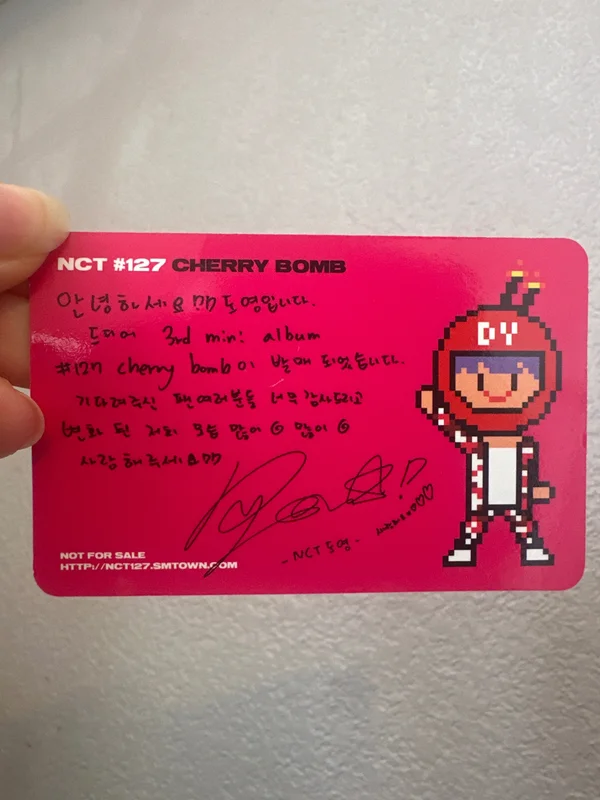 NCT #127 CHERRY BOMB
안녕하세요 도영입니다.
드디어 3rd mini album
#127 cherry bomb이 발매 되었습니다.
기다려주신 팬여러분들 너무 감사드리고
변화 된 저희 모습 많이 많이
사랑해주세요
DY
- NCT 도영 -
NOT FOR SALE
HTTP://NCT127.SMTOWN.COM